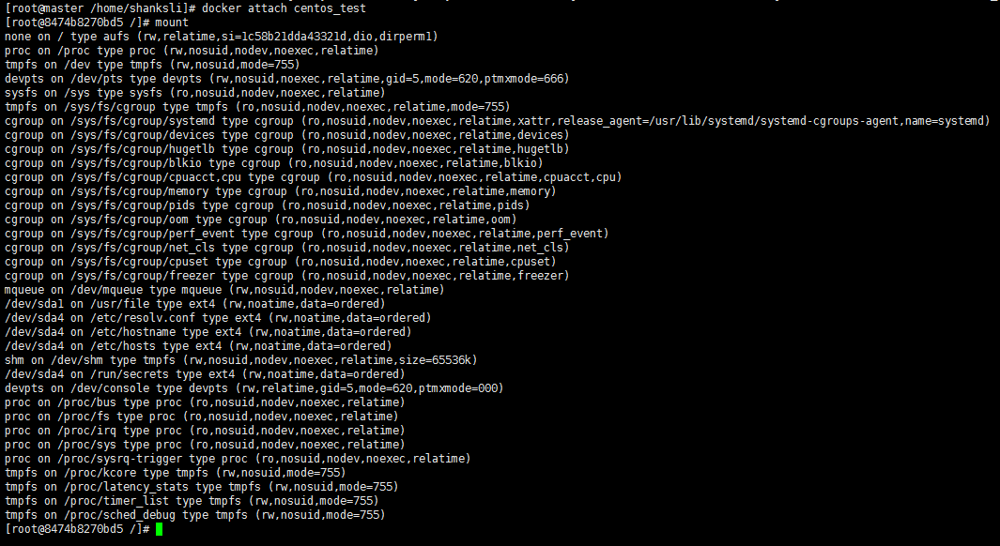 [root@master /home/shanksli]# docker attach centos_test
[root@8474b8270bd5 /]# mount
none on / type aufs (rw,relatime,si=1c58b21dda43321d,dio,dirperm1)
proc on /proc type proc (rw,nosuid,nodev,noexec,relatime)
tmpfs on /dev type tmpfs (rw,nosuid,mode=755)
devpts on /dev/pts type devpts (rw,nosuid,noexec,relatime,gid=5,mode=620,ptmxmode=666)
sysfs on /sys type sysfs (ro,nosuid,nodev,noexec,relatime)
tmpfs on /sys/fs/cgroup type tmpfs (ro,nosuid,nodev,noexec,relatime,mode=755)
cgroup on /sys/fs/cgroup/systemd type cgroup (ro,nosuid,nodev,noexec,relatime,xattr,release_agent=/usr/lib/systemd/systemd-cgroups-agent,name=systemd)
cgroup on /sys/fs/cgroup/devices type cgroup (ro,nosuid,nodev,noexec,relatime,devices)
cgroup on /sys/fs/cgroup/hugetlb type cgroup (ro,nosuid,nodev,noexec,relatime,hugetlb)
cgroup on /sys/fs/cgroup/blkio type cgroup (ro,nosuid,nodev,noexec,relatime,blkio)
cgroup on /sys/fs/cgroup/cpuacct,cpu type cgroup (ro,nosuid,nodev,noexec,relatime,cpuacct,cpu)
cgroup on /sys/fs/cgroup/memory type cgroup (ro,nosuid,nodev,noexec,relatime,memory)
cgroup on /sys/fs/cgroup/pids type cgroup (ro,nosuid,nodev,noexec,relatime,pids)
cgroup on /sys/fs/cgroup/oom type cgroup (ro,nosuid,nodev,noexec,relatime,oom)
cgroup on /sys/fs/cgroup/perf_event type cgroup (ro,nosuid,nodev,noexec,relatime,perf_event)
cgroup on /sys/fs/cgroup/net_cls type cgroup (ro,nosuid,nodev,noexec,relatime,net_cls)
cgroup on /sys/fs/cgroup/cpuset type cgroup (ro,nosuid,nodev,noexec,relatime,cpuset)
cgroup on /sys/fs/cgroup/freezer type cgroup (ro,nosuid,nodev,noexec,relatime,freezer)
mqueue on /dev/mqueue type mqueue (rw,nosuid,nodev,noexec,relatime)
/dev/sda1 on /usr/file type ext4 (rw,noatime,data=ordered)
/dev/sda4 on /etc/resolv.conf type ext4 (rw,noatime,data=ordered)
/dev/sda4 on /etc/hostname type ext4 (rw,noatime,data=ordered)
/dev/sda4 on /etc/hosts type ext4 (rw,noatime,data=ordered)
shm on /dev/shm type tmpfs (rw,nosuid,nodev,noexec,relatime,size=65536k)
/dev/sda4 on /run/secrets type ext4 (rw,noatime,data=ordered)
devpts on /dev/console type devpts (rw,relatime,gid=5,mode=620,ptmxmode=000)
proc on /proc/bus type proc (ro,nosuid,nodev,noexec,relatime)
proc on /proc/fs type proc (ro,nosuid,nodev,noexec,relatime)
proc on /proc/irq type proc (ro,nosuid,nodev,noexec,relatime)
proc on /proc/sys type proc (ro,nosuid,nodev,noexec,relatime)
proc on /proc/sysrq-trigger type proc (ro,nosuid,nodev,noexec,relatime)
tmpfs on /proc/kcore type tmpfs (rw,nosuid,mode=755)
tmpfs on /proc/latency_stats type tmpfs (rw,nosuid,mode=755)
tmpfs on /proc/timer_list type tmpfs (rw,nosuid,mode=755)
tmpfs on /proc/sched_debug type tmpfs (rw,nosuid,mode=755)
[root@8474b8270bd5 /]#